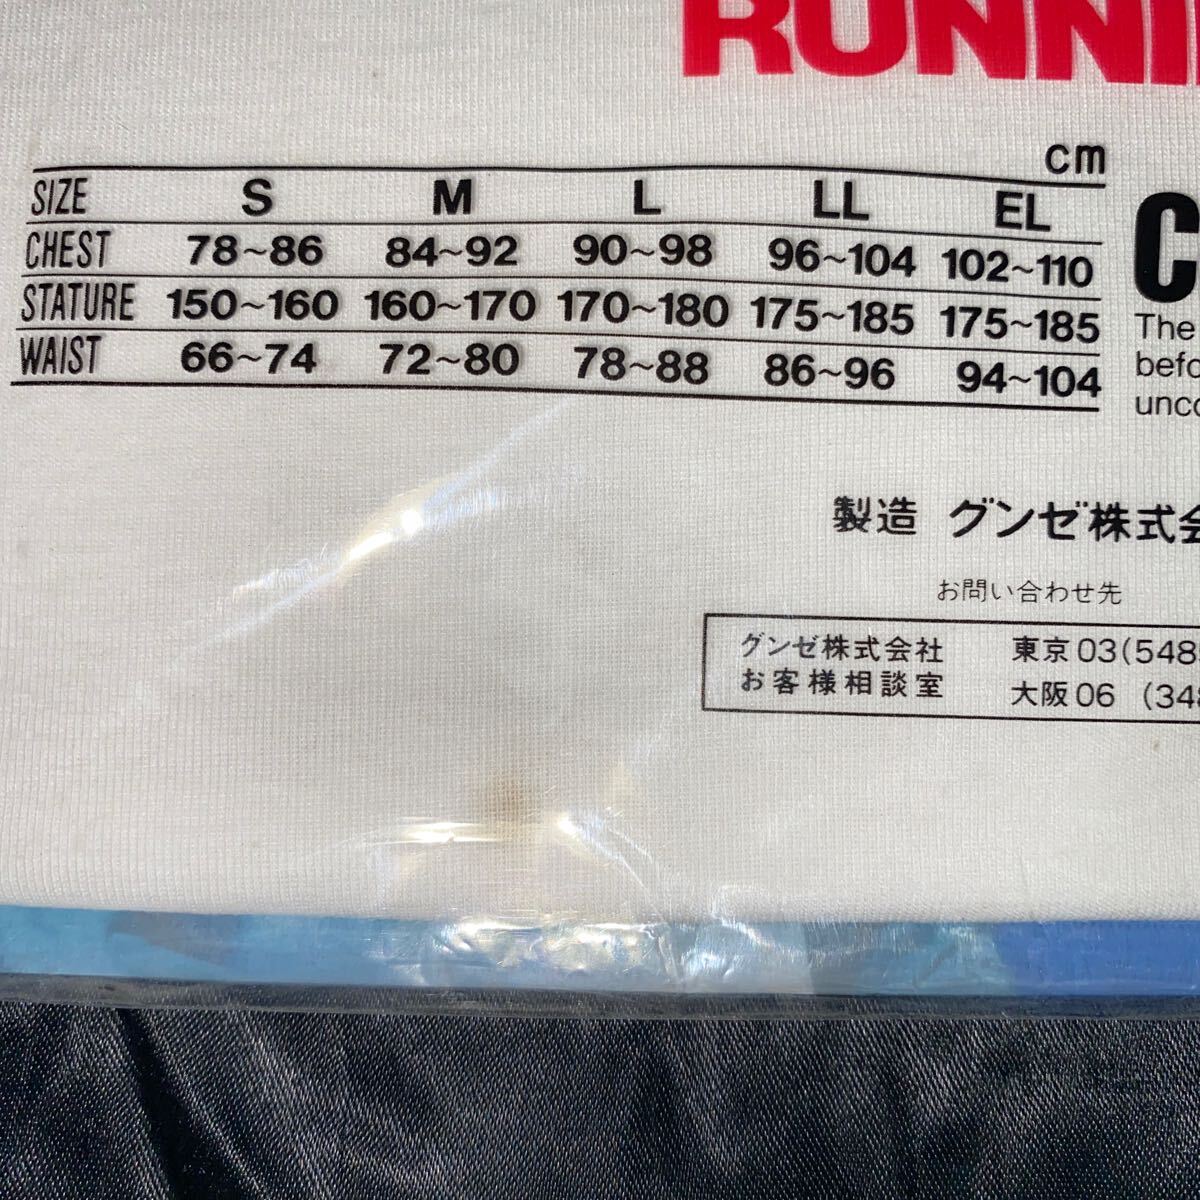 RUNNI
cm
SIZE S M L LL EL
CHEST 78~86 84~92 90~98 96~104 102~110
STATURE 150~160 160~170 170~180 175~185 175~185
WAIST 66~74 72~80 78~88 86~96 94~104
C
The
befo
unco
製造 グンゼ株式会
お問い合わせ先
グンゼ株式会社 東京03(548
お客様相談室 大阪06 (348